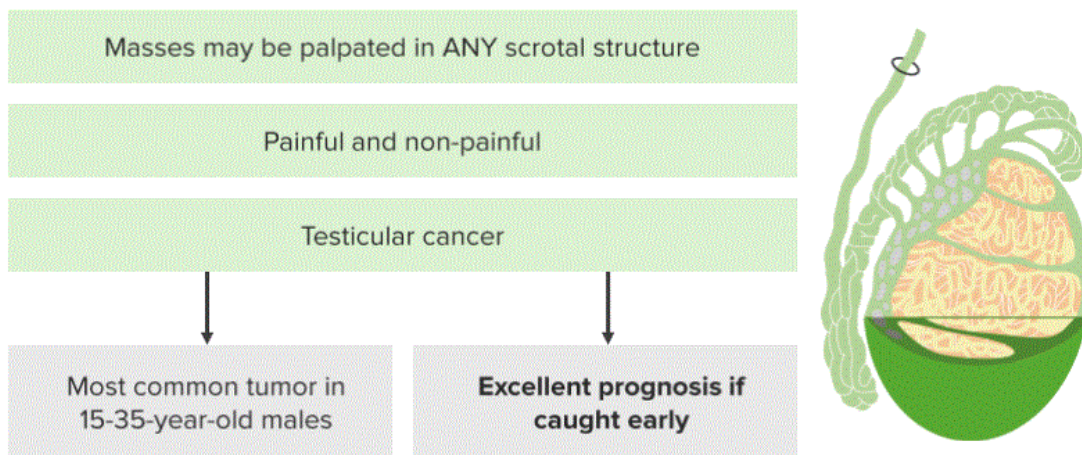 Masses may be palpated in ANY scrotal structure
Painful and non-painful
Testicular cancer
Most common tumor in
15-35-year-old males
Excellent prognosis if
caught early